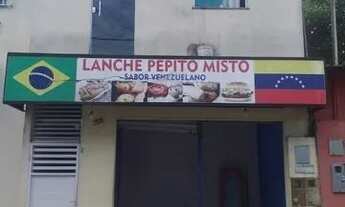 LANCHE PEPITO MISTO
SABOR VENEZUELANO